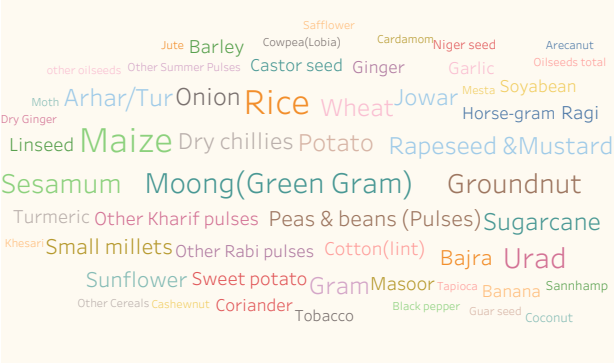 Safflower
Jute Barley Cowpea(Lobia) Cardamom Niger seed Arecanut
other oilseeds Other Summer Pulses Castor seed Ginger Garlic Oilseeds total
Moth Arhar/Tur Onion Rice Wheat Jowar Mesta Soyabean
Dry Ginger Horse-gram Ragi
Linseed Maize Dry chillies Potato Rapeseed &Mustard
Sesamum Moong(Green Gram) Groundnut
Turmeric Other Kharif pulses Peas & beans (Pulses) Sugarcane
Khesari Small millets Other Rabi pulses Cotton(lint) Bajra Urad
Sunflower Sweet potato Gram Masoor Tapioca Banana Sannhamp
Other Cereals Cashewnut Coriander Tobacco Black pepper Guar seed Coconut